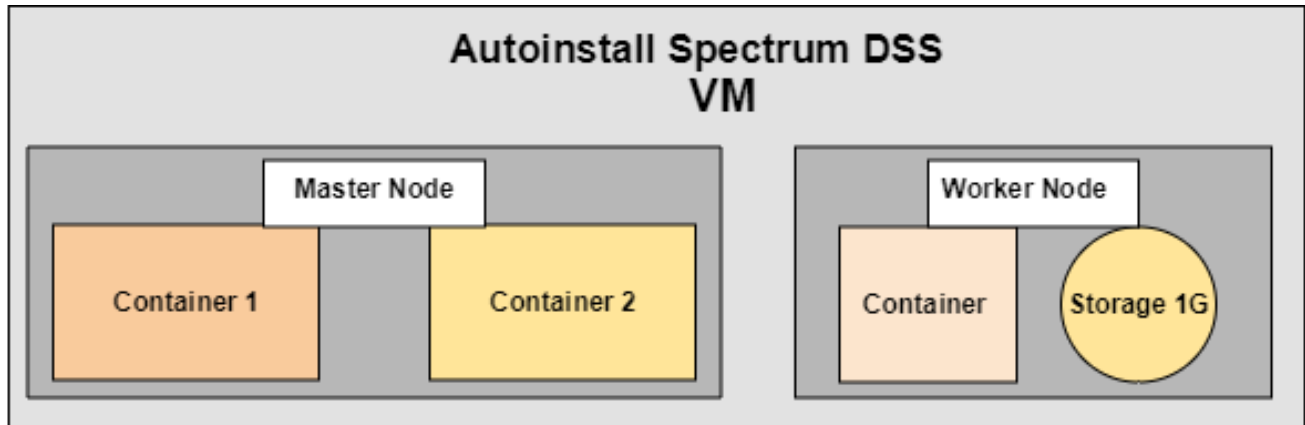 Autoinstall Spectrum DSS
VM
Master Node
Container 1
Container 2
Worker Node
Container
Storage 1G